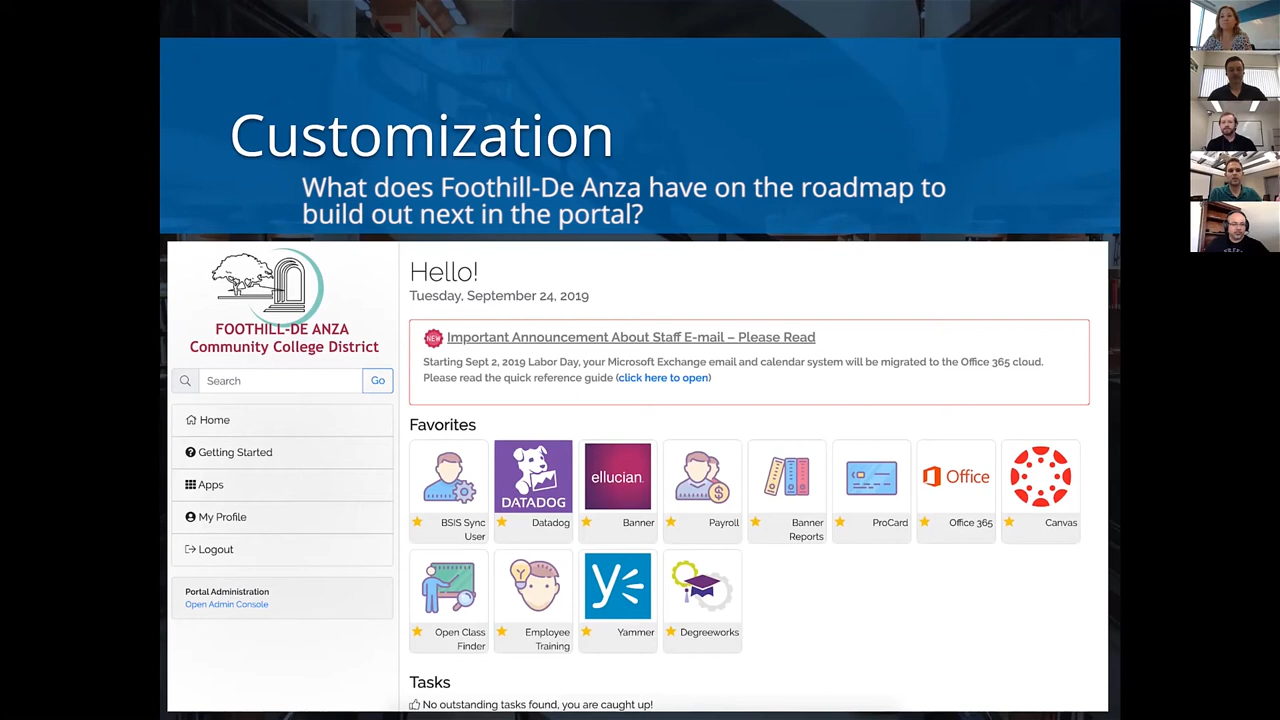 Customization
What does Foothill-De Anza have on the roadmap to
build out next in the portal?
FOOTHILL-DE ANZA
Community College District
Search
Go
Home
Getting Started
Apps
My Profile
Logout
Portal Administration
Open Admin Console
Hello!
Tuesday, September 24, 2019
NEW Important Announcement About Staff E-mail – Please Read
Starting Sept 2, 2019 Labor Day, your Microsoft Exchange email and calendar system will be migrated to the Office 365 cloud.
Please read the quick reference guide (click here to open)
Favorites
DATADOG
ellucian.
Office
BSIS Sync
User
Datadog
Banner
Payroll
Banner
Reports
ProCard
Office 365
Canvas
Open Class
Finder
Employee
Training
Yammer
Degreeworks
Tasks
No outstanding tasks found, you are caught up!